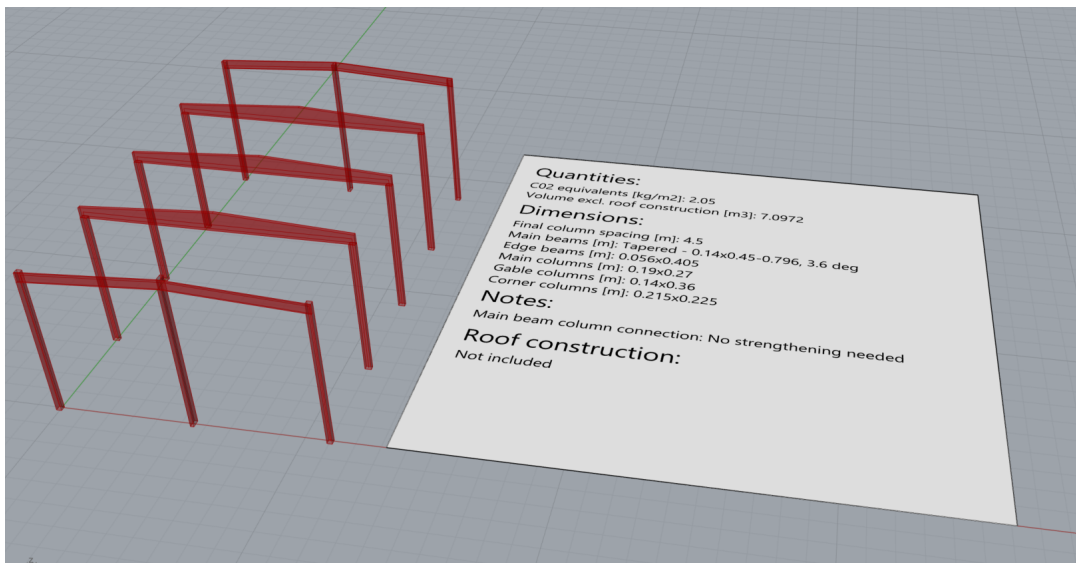 Quantities:
C02 equivalents [kg/m2]: 2.05
Volume excl. roof construction [m3]: 7.0972
Dimensions:
Final column spacing [m]: 4.5
Main beams [m]: Tapered - 0.14x0.45-0.796, 3.6 deg
Edge beams [m]: 0.056x0.405
Main columns [m]: 0.19x0.27
Gable columns [m]: 0.14x0.36
Corner columns [m]: 0.215x0.225
Notes:
Main beam column connection: No strengthening needed
Roof construction:
Not included
z